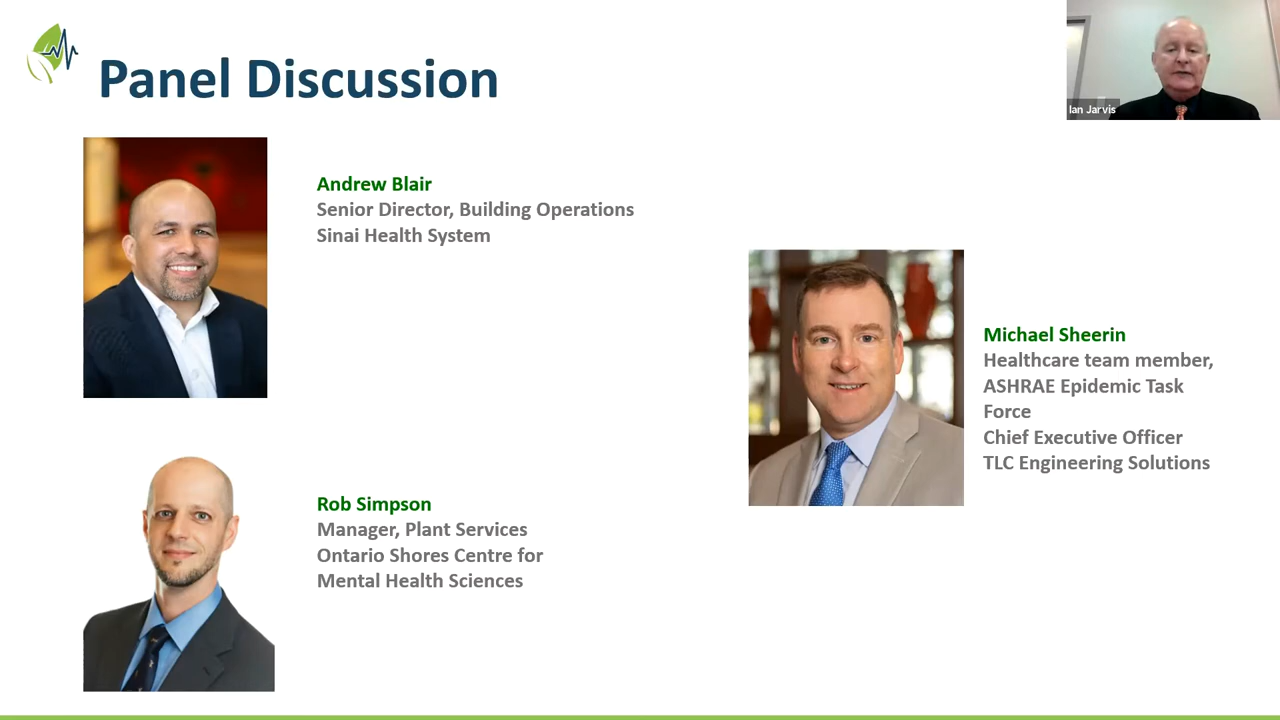 Panel Discussion
Ian Jarvis
Andrew Blair
Senior Director, Building Operations
Sinai Health System
Michael Sheerin
Healthcare team member,
ASHRAE Epidemic Task
Force
Chief Executive Officer
TLC Engineering Solutions
Rob Simpson
Manager, Plant Services
Ontario Shores Centre for
Mental Health Sciences